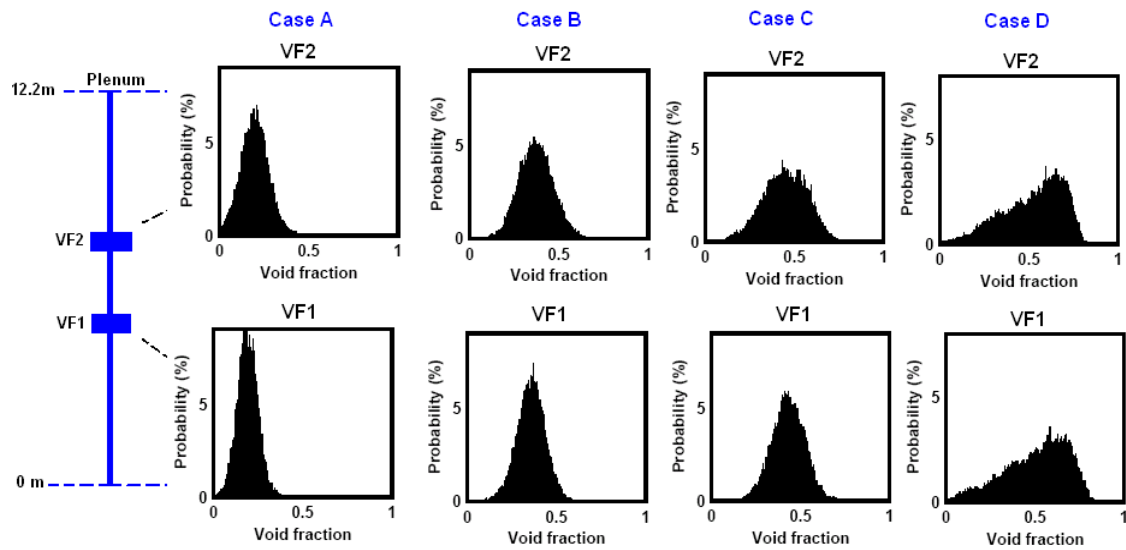 Case A
Case B
Case C
Case D
Plenum
12.2m
VF2
VF1
0 m
VF2
Probability (%)
5
0
0
0.5
1
Void fraction
VF2
Probability (%)
5
0
0
0.5
1
Void fraction
VF2
Probability (%)
5
0
0
0.5
1
Void fraction
VF2
Probability (%)
5
0
0
0.5
1
Void fraction
VF1
Probability (%)
5
0
0
0.5
1
Void fraction
VF1
Probability (%)
5
0
0
0.5
1
Void fraction
VF1
Probability (%)
5
0
0
0.5
1
Void fraction
VF1
Probability (%)
5
0
0
0.5
1
Void fraction